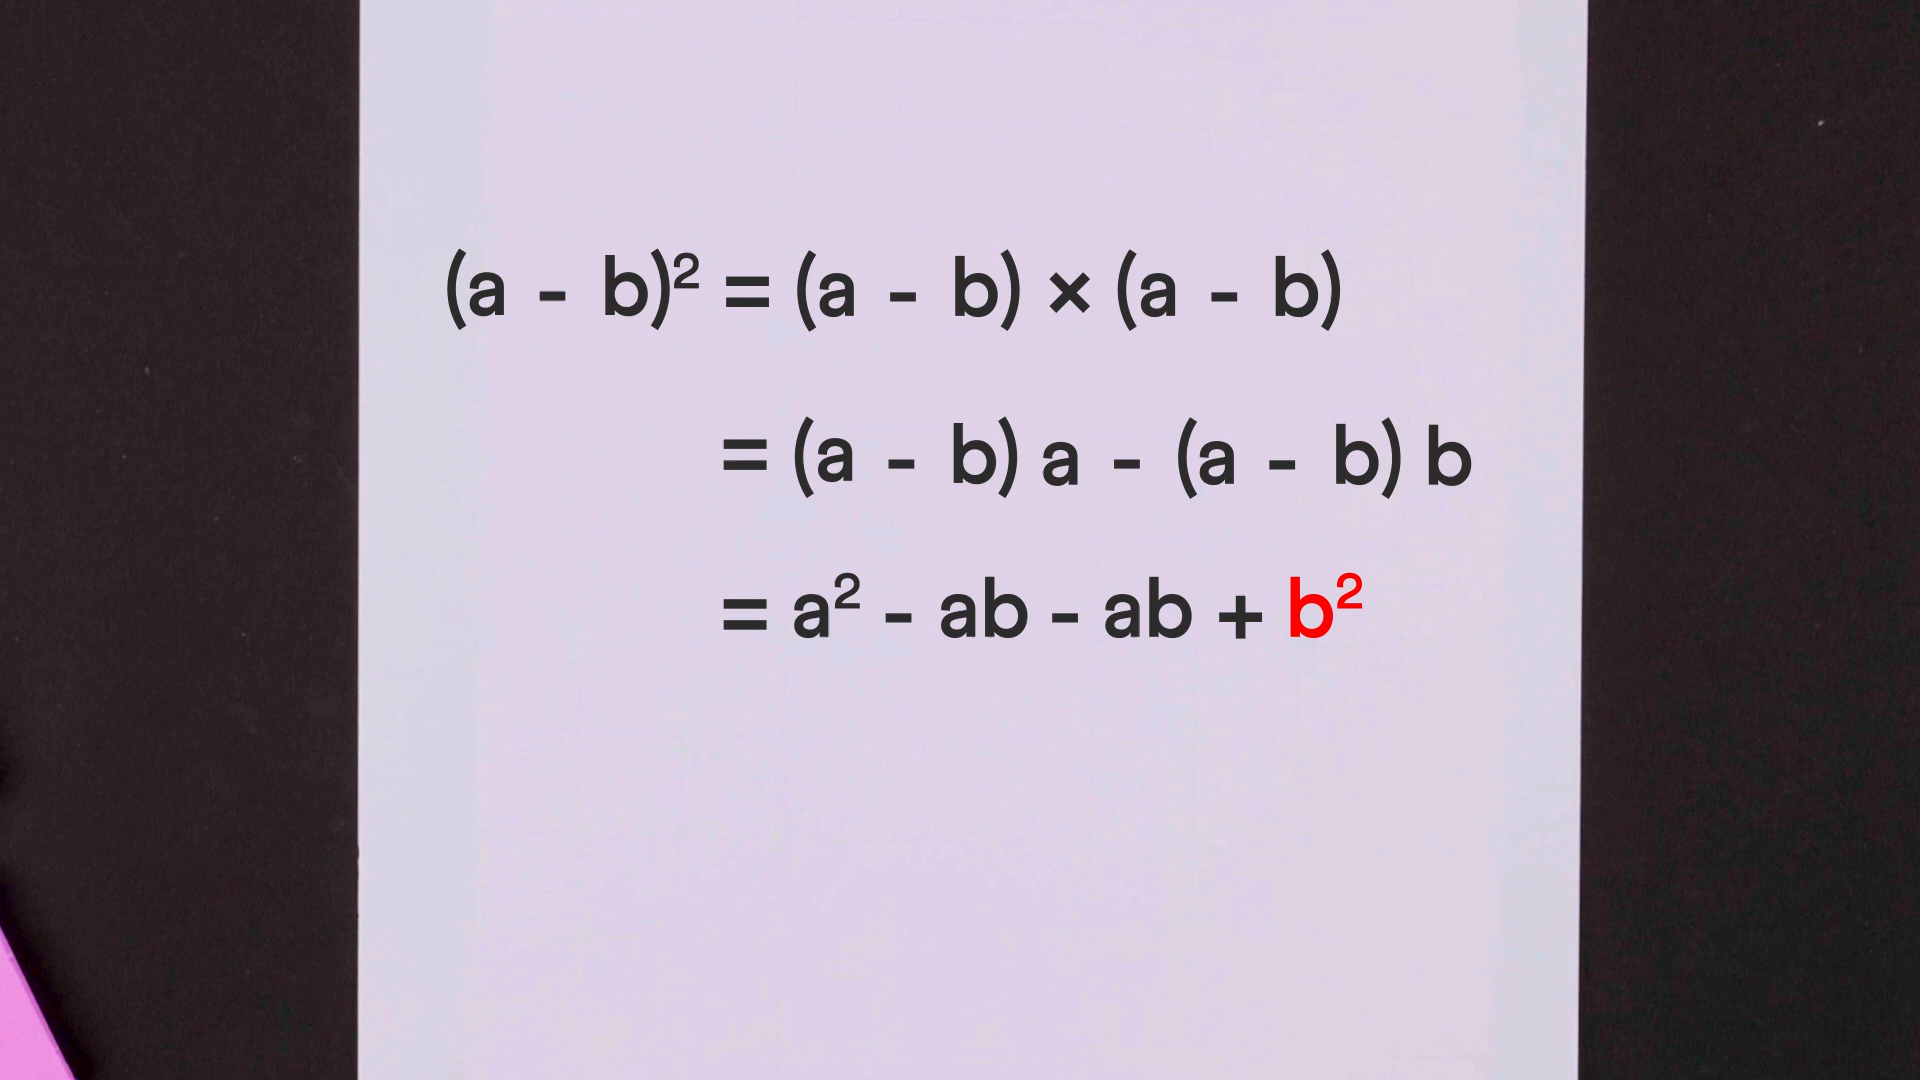 (a - b)² = (a - b) × (a - b)
= (a - b) a - (a - b) b
= a² - ab - ab + b²